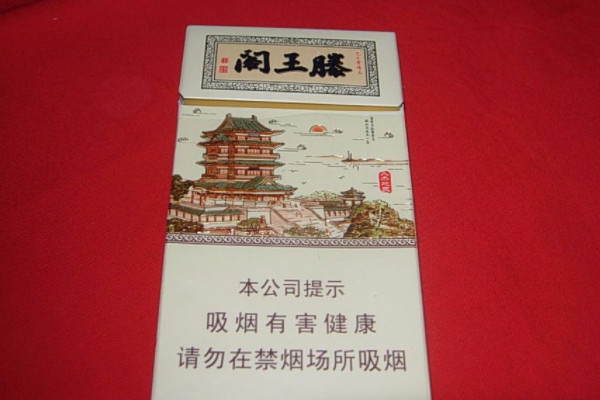 阁王滕
本公司提示
吸烟有害健康
请勿在禁烟场所吸烟